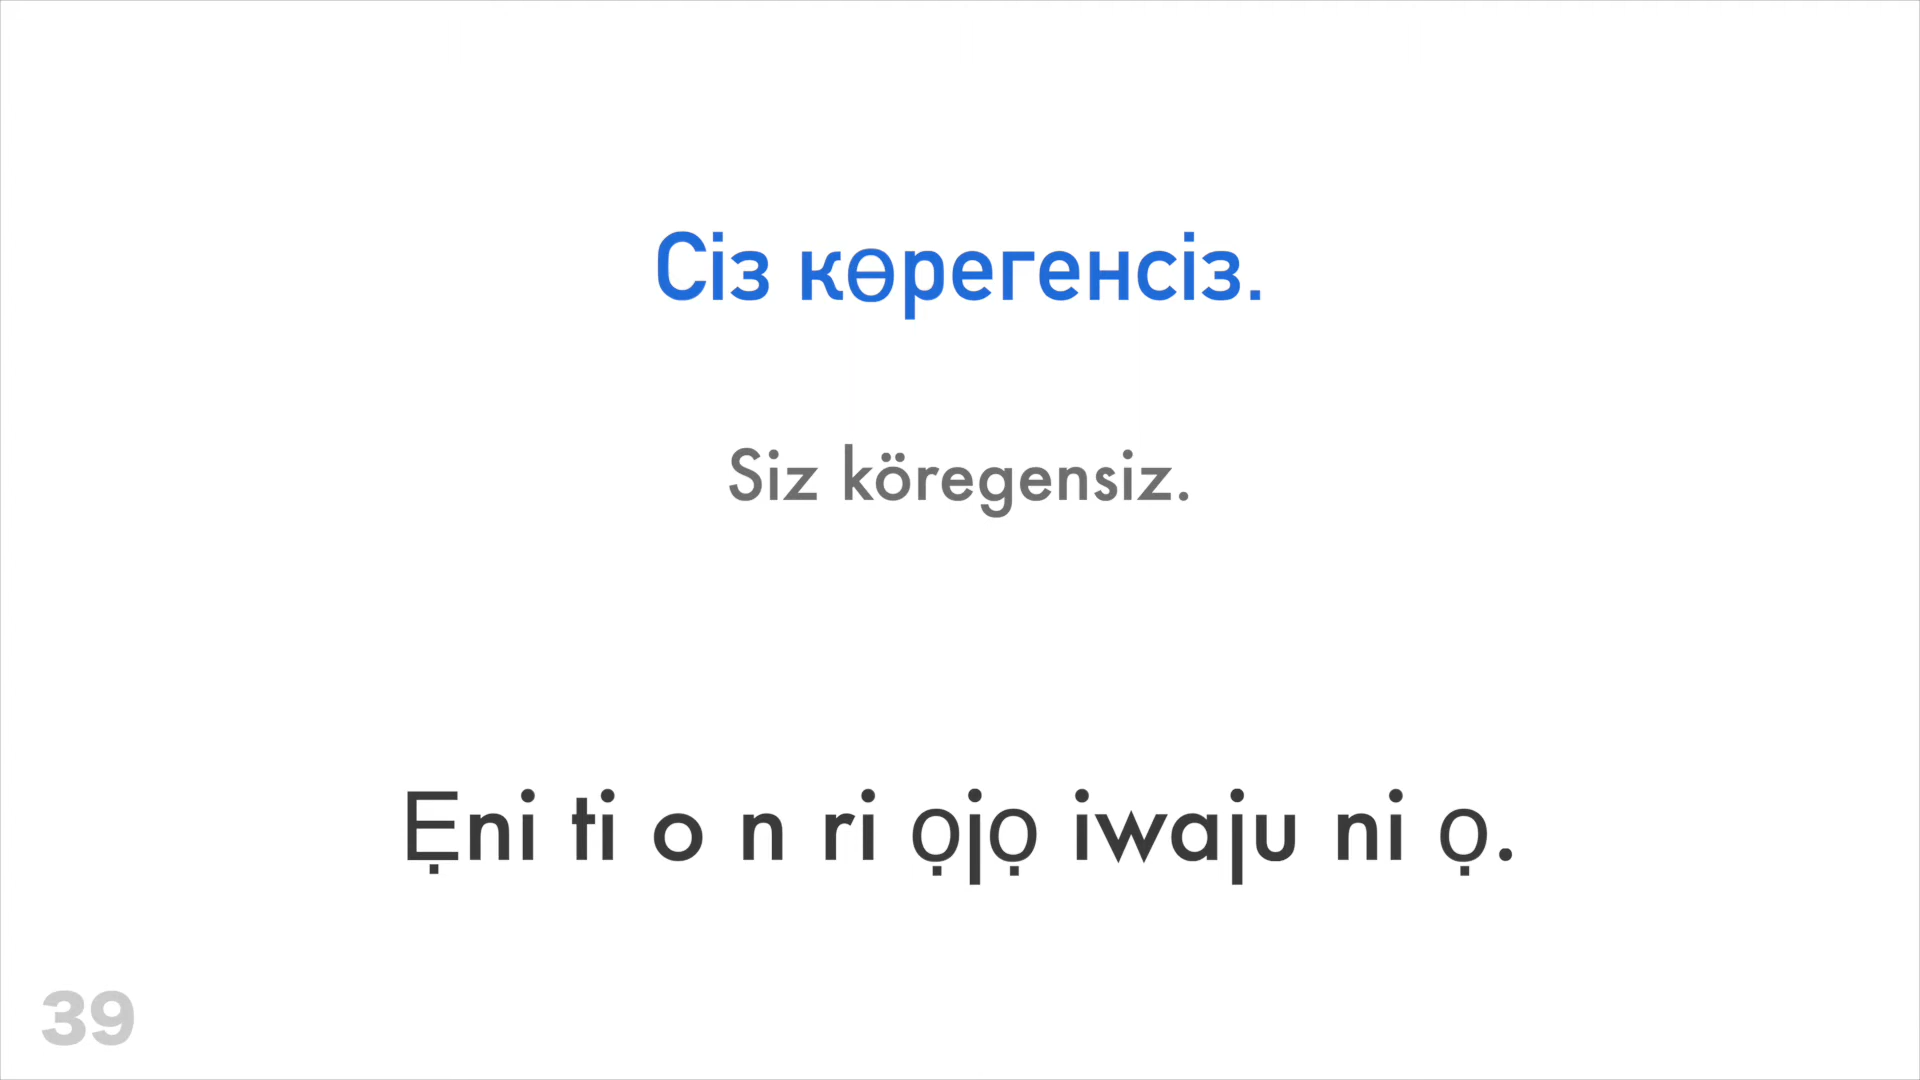 Сіз көрегенсіз.
Siz köregensiz.
Ẹni ti o n ri ọjọ iwaju ni ọ.
39